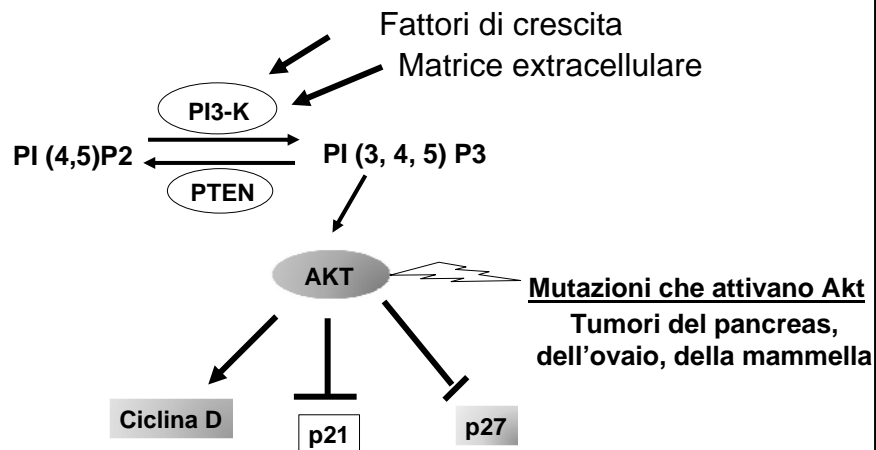 Fattori di crescita
Matrice extracellulare
PI3-K
PI (4,5)P2
PI (3, 4, 5) P3
PTEN
AKT
Mutazioni che attivano Akt
Tumori del pancreas,
dell'ovaio, della mammella
Ciclina D
p21
p27